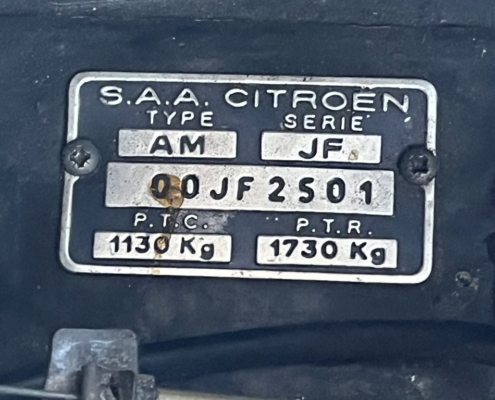 S.A.A. CITROËN
TYPE SERIE
AM JF
00JF2501
P.T.C. P.T.R.
1130 Kg 1730 Kg